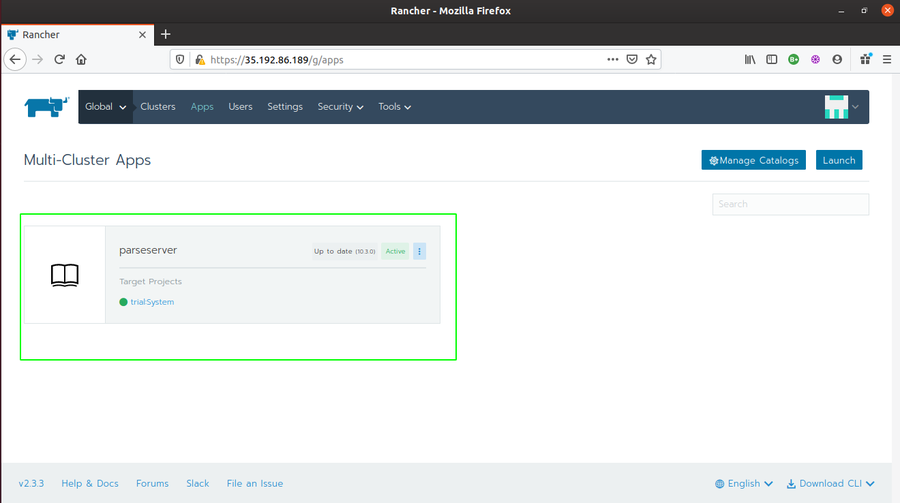 Rancher - Mozilla Firefox
Rancher
https://35.192.86.189/g/apps
Global Clusters Apps Users Settings Security Tools
Multi-Cluster Apps
Manage Catalogs Launch
Search
parseserver Up to date (10.3.0) Active
Target Projects
trial:System
v2.3.3 Help & Docs Forums Slack File an Issue English Download CLI